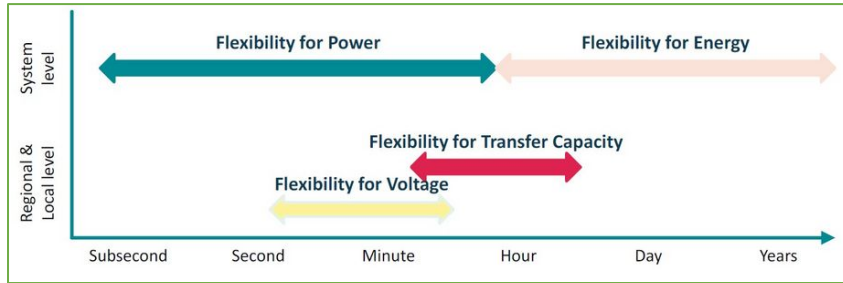 System
level
Flexibility for Power
Flexibility for Energy
Regional &
Local level
Flexibility for Transfer Capacity
Flexibility for Voltage
Subsecond Second Minute Hour Day Years